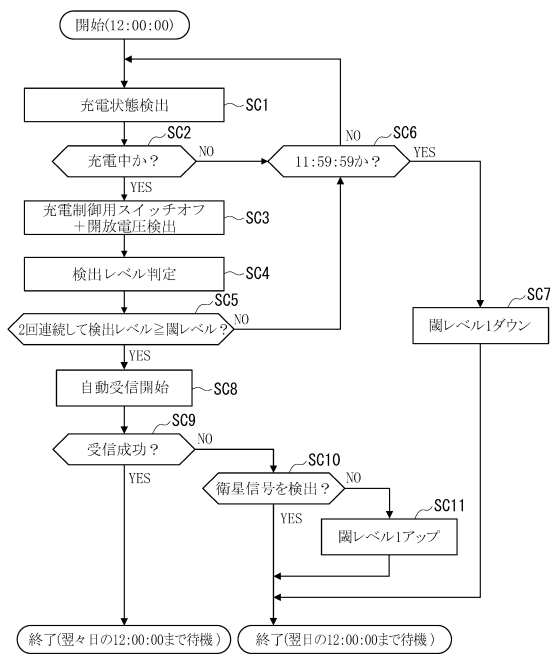 開始(12:00:00)
充電状態検出
SC1
SC2
充電中か？
NO
YES
SC6
11:59:59か？
NO
YES
充電制御用スイッチオフ
＋開放電圧検出
SC3
検出レベル判定
SC4
SC5
2回連続して検出レベル≧閾レベル？
NO
YES
SC7
閾レベル1ダウン
自動受信開始
SC8
SC9
受信成功？
NO
YES
SC10
衛星信号を検出？
NO
YES
SC11
閾レベル1アップ
終了(翌々日の12:00:00まで待機)
終了(翌日の12:00:00まで待機)